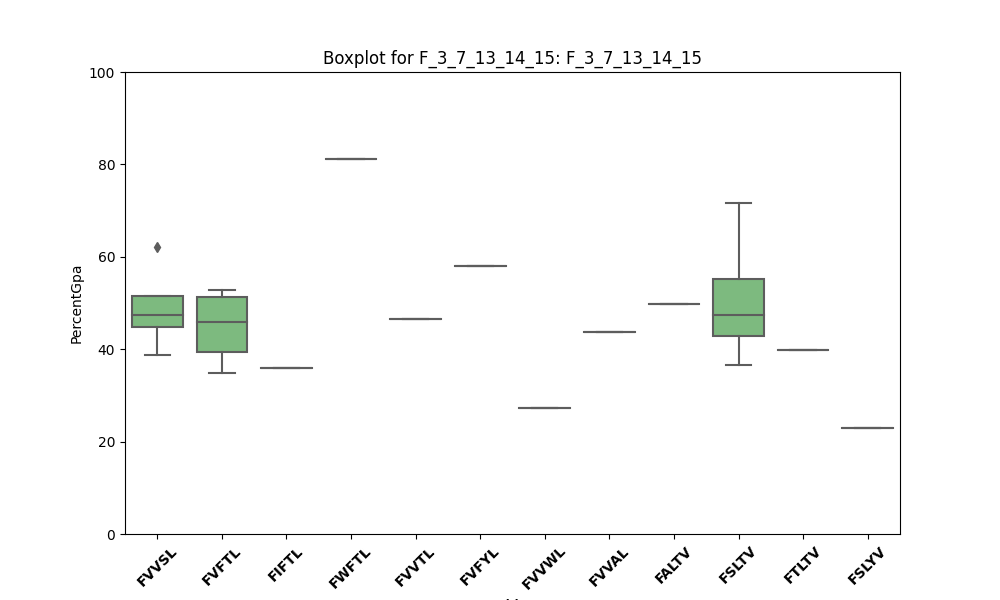 Boxplot for F_3_7_13_14_15: F_3_7_13_14_15
100
80
60
40
20
0
PercentGpa
FVVSL
FVFTL
FIFTL
FWFTL
FVVTL
FVFYL
FVVWL
FVVAL
FALTV
FSLTV
FTLTV
FSLYV